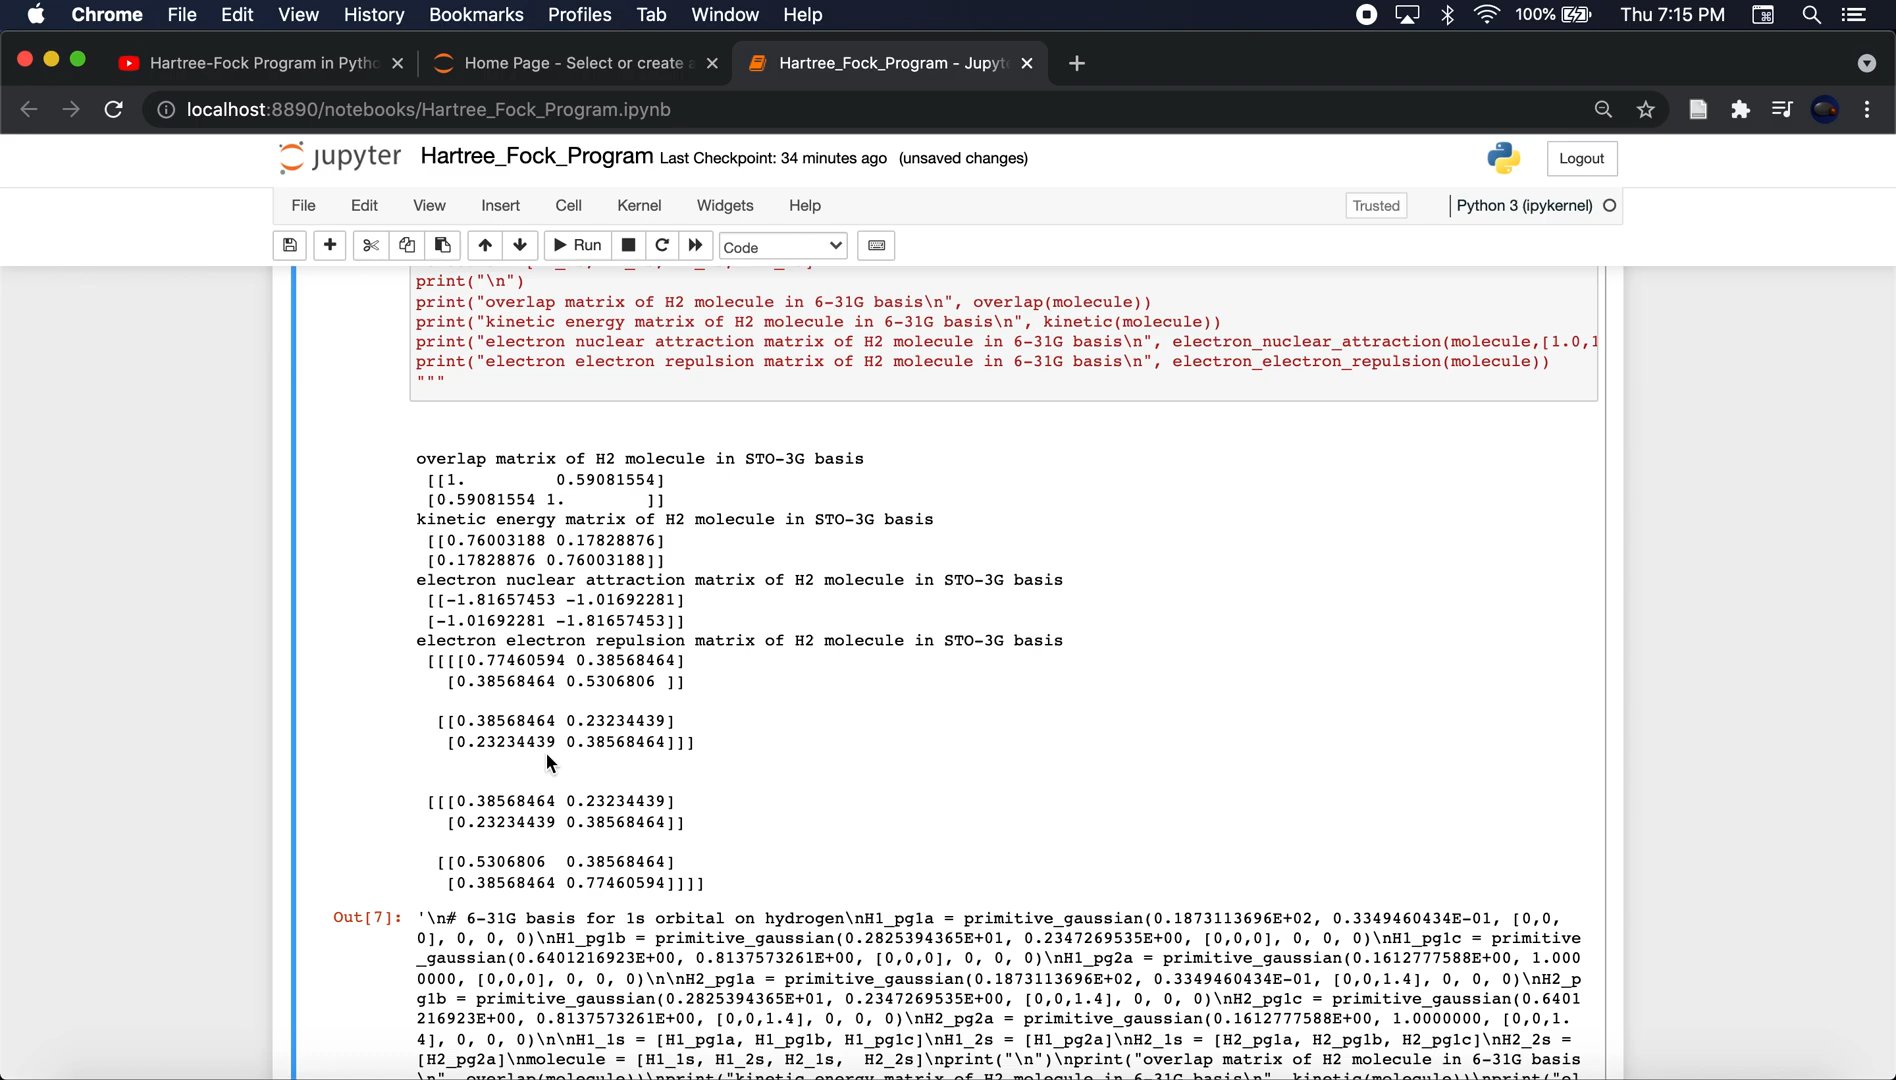 Chrome File Edit View History Bookmarks Profiles Tab Window Help 100% Thu 7:15 PM
Hartree-Fock Program in Pytho Home Page - Select or create a Hartree_Fock_Program - Jupyte
localhost:8890/notebooks/Hartree_Fock_Program.ipynb
jupyter Hartree_Fock_Program Last Checkpoint: 34 minutes ago (unsaved changes) Logout
File Edit View Insert Cell Kernel Widgets Help Trusted Python 3 (ipykernel)
Run Code
print("\n")
print("overlap matrix of H2 molecule in 6-31G basis\n", overlap(molecule))
print("kinetic energy matrix of H2 molecule in 6-31G basis\n", kinetic(molecule))
print("electron nuclear attraction matrix of H2 molecule in 6-31G basis\n", electron_nuclear_attraction(molecule,[1.0,1
print("electron electron repulsion matrix of H2 molecule in 6-31G basis\n", electron_electron_repulsion(molecule))
"""
overlap matrix of H2 molecule in STO-3G basis
[[1.         0.59081554]
[0.59081554 1.        ]]
kinetic energy matrix of H2 molecule in STO-3G basis
[[0.76003188 0.17828876]
[0.17828876 0.76003188]]
electron nuclear attraction matrix of H2 molecule in STO-3G basis
[[-1.81657453 -1.01692281]
[-1.01692281 -1.81657453]]
electron electron repulsion matrix of H2 molecule in STO-3G basis
[[[[0.77460594 0.38568464]
[0.38568464 0.5306806 ]]
[[0.38568464 0.23234439]
[0.23234439 0.38568464]]]
[[[0.38568464 0.23234439]
[0.23234439 0.38568464]]
[[0.5306806  0.38568464]
[0.38568464 0.77460594]]]]
Out[7]: '\n# 6-31G basis for 1s orbital on hydrogen\nH1_pg1a = primitive_gaussian(0.1873113696E+02, 0.3349460434E-01, [0,0,
0], 0, 0, 0)\nH1_pg1b = primitive_gaussian(0.2825394365E+01, 0.2347269535E+00, [0,0,0], 0, 0, 0)\nH1_pg1c = primitive
_gaussian(0.6401216923E+00, 0.8137573261E+00, [0,0,0], 0, 0, 0)\nH1_pg2a = primitive_gaussian(0.1612777588E+00, 1.000
0000, [0,0,0], 0, 0, 0)\n\nH2_pg1a = primitive_gaussian(0.1873113696E+02, 0.3349460434E-01, [0,0,1.4], 0, 0, 0)\nH2_p
g1b = primitive_gaussian(0.2825394365E+01, 0.2347269535E+00, [0,0,1.4], 0, 0, 0)\nH2_pg1c = primitive_gaussian(0.6401
216923E+00, 0.8137573261E+00, [0,0,1.4], 0, 0, 0)\nH2_pg2a = primitive_gaussian(0.1612777588E+00, 1.0000000, [0,0,1.
4], 0, 0, 0)\n\nH1_1s = [H1_pg1a, H1_pg1b, H1_pg1c]\nH1_2s = [H1_pg2a]\nH2_1s = [H2_pg1a, H2_pg1b, H2_pg1c]\nH2_2s =
[H2_pg2a]\nmolecule = [H1_1s, H1_2s, H2_1s,  H2_2s]\nprint("\n")\nprint("overlap matrix of H2 molecule in 6-31G basis
\n", overlap(molecule))\nprint("kinetic energy matrix of H2 molecule in 6-31G basis\n", kinetic(molecule))\nprint("el